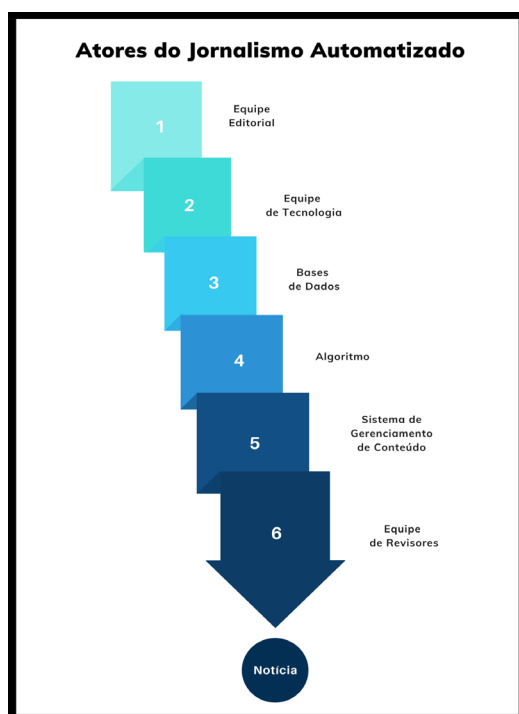 Atores do Jornalismo Automatizado
1
Equipe
Editorial
2
Equipe
de Tecnologia
3
Bases
de Dados
4
Algoritmo
5
Sistema de
Gerenciamento
de Conteúdo
6
Equipe
de Revisores
Notícia